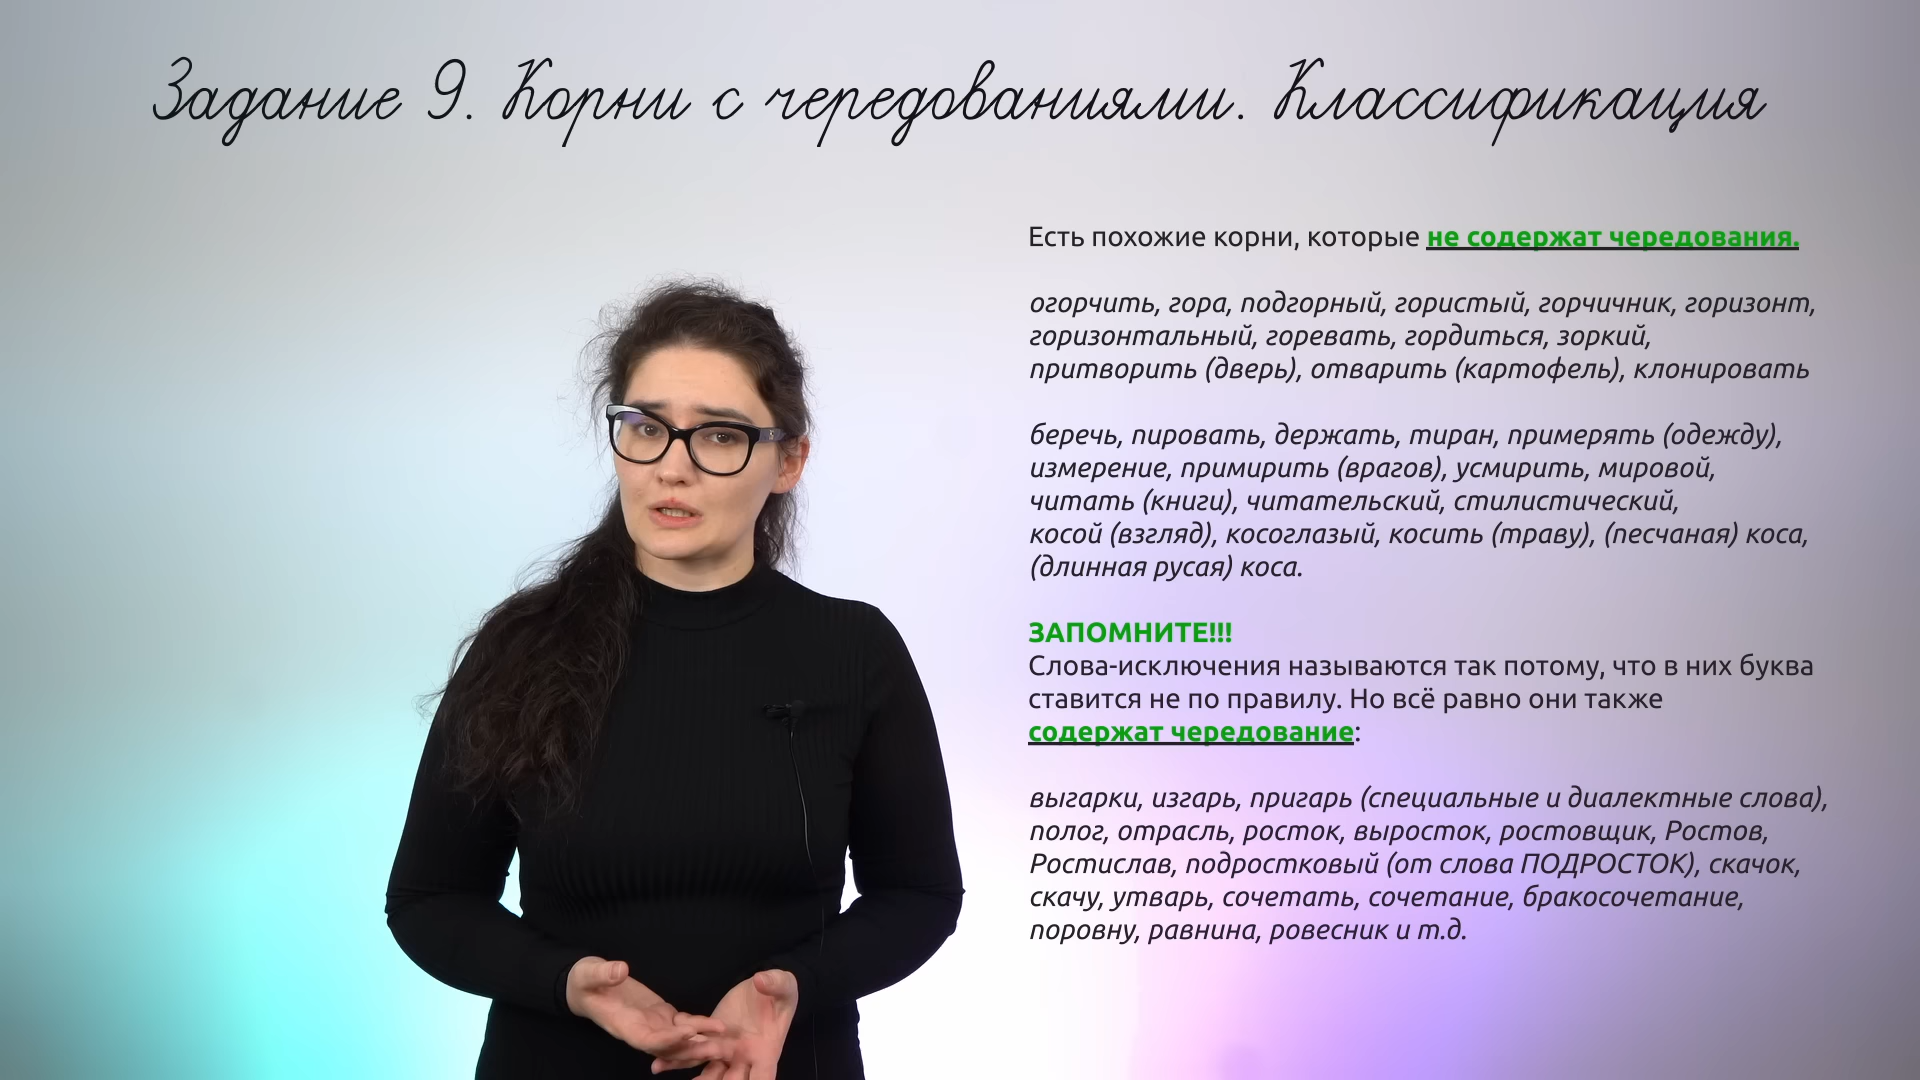 Задание 9. Корни с чередованиями. Классификация
Есть похожие корни, которые не содержат чередования.
огорчить, гора, подгорный, гористый, горчичник, горизонт,
горизонтальный, горевать, гордиться, зоркий,
притворить (дверь), отварить (картофель), клонировать
беречь, пировать, держать, тиран, примерять (одежду),
измерение, примирить (врагов), усмирить, мировой,
читать (книги), читательский, стилистический,
косой (взгляд), косоглазый, косить (траву), (песчаная) коса,
(длинная русая) коса.
ЗАПОМНИТЕ!!!
Слова-исключения называются так потому, что в них буква
ставится не по правилу. Но всё равно они также
содержат чередование:
выгарки, изгарь, пригарь (специальные и диалектные слова),
полог, отрасль, росток, выросток, ростовщик, Ростов,
Ростислав, подростковый (от слова ПОДРОСТОК), скачок,
скачу, утварь, сочетать, сочетание, бракосочетание,
поровну, равнина, ровесник и т.д.